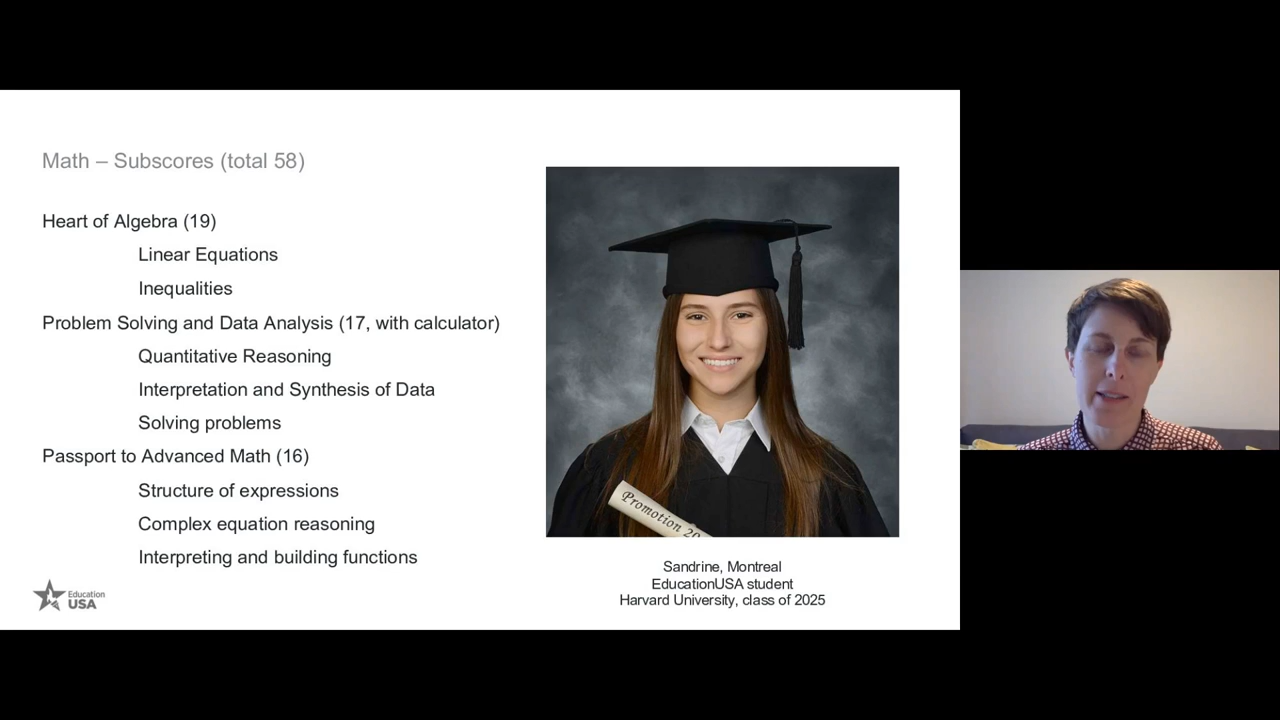 Math – Subscores (total 58)
Heart of Algebra (19)
Linear Equations
Inequalities
Problem Solving and Data Analysis (17, with calculator)
Quantitative Reasoning
Interpretation and Synthesis of Data
Solving problems
Passport to Advanced Math (16)
Structure of expressions
Complex equation reasoning
Interpreting and building functions
Education
USA
Promotion 20
Sandrine, Montreal
EducationUSA student
Harvard University, class of 2025